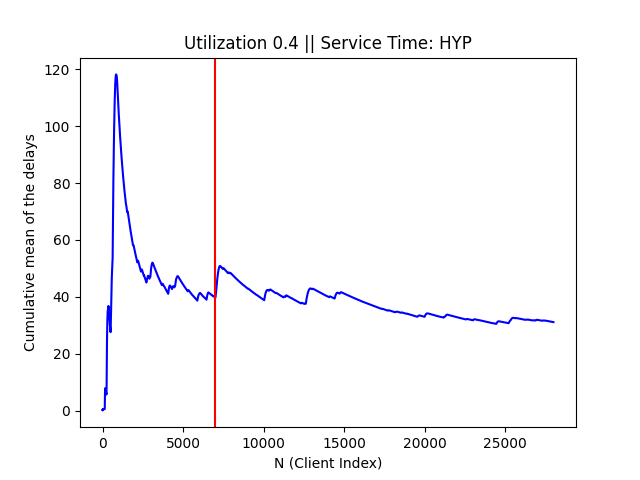 Utilization 0.4 || Service Time: HYP
Cumulative mean of the delays
120
100
80
60
40
20
0
0 5000 10000 15000 20000 25000
N (Client Index)